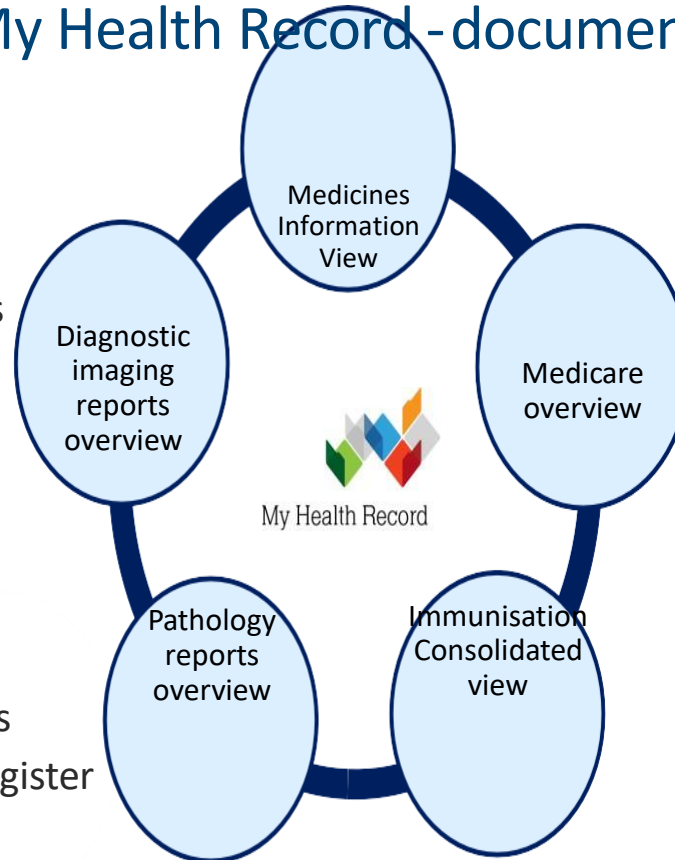 My Health Record - documen
Medicines
Information
View
s
Diagnostic
imaging
reports
overview
Medicare
overview
My Health Record
Pathology
reports
overview
Immunisation
Consolidated
view
s
gister